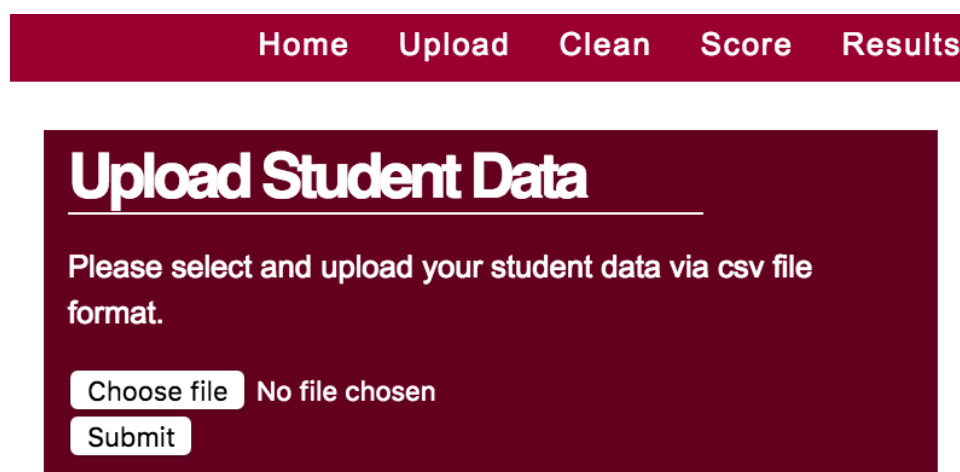 Home Upload Clean Score Results
Upload Student Data
Please select and upload your student data via csv file
format.
Choose file No file chosen
Submit